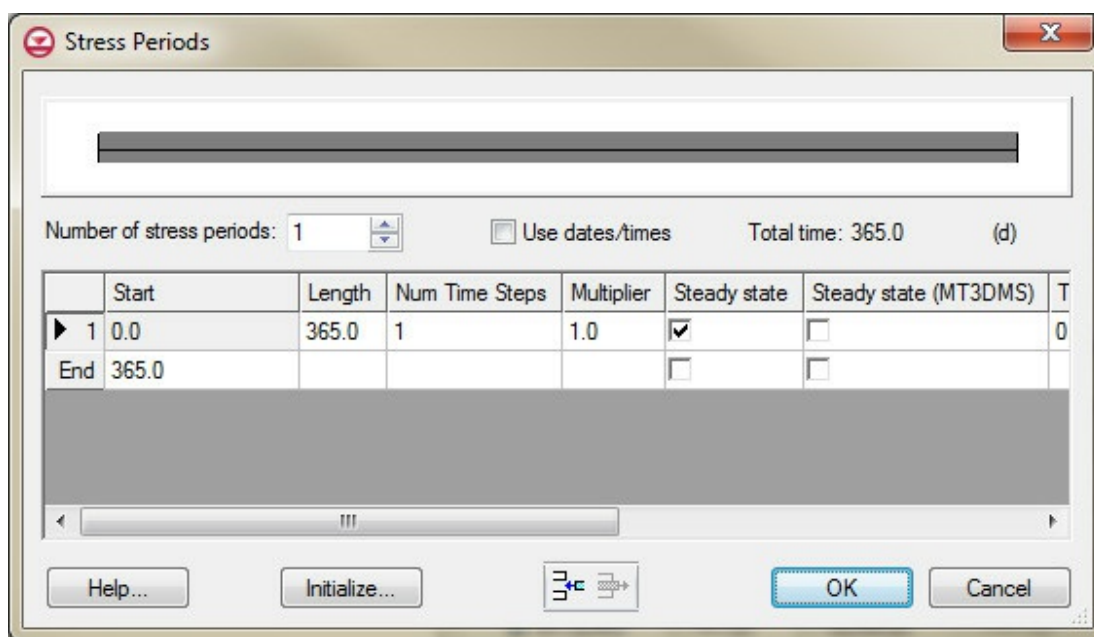 Stress Periods
Number of stress periods: 1 Use dates/times Total time: 365.0 (d)
Start Length Num Time Steps Multiplier Steady state Steady state (MT3DMS) T
1 0.0 365.0 1 1.0 0
End 365.0
Help... Initialize... OK Cancel